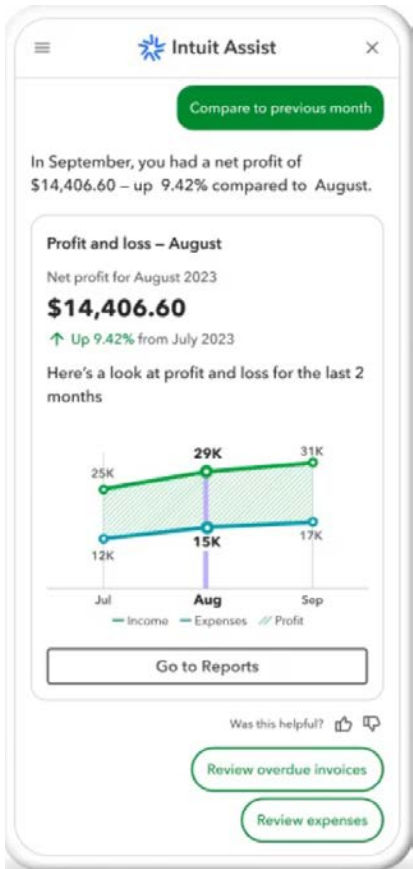 Intuit Assist
Compare to previous month
In September, you had a net profit of
$14,406.60 – up 9.42% compared to August.
Profit and loss – August
Net profit for August 2023
$14,406.60
Up 9.42% from July 2023
Here's a look at profit and loss for the last 2
months
29K
31K
25K
15K
17K
12K
Jul Aug Sep
Income Expenses Profit
Go to Reports
Was this helpful?
Review overdue invoices
Review expenses